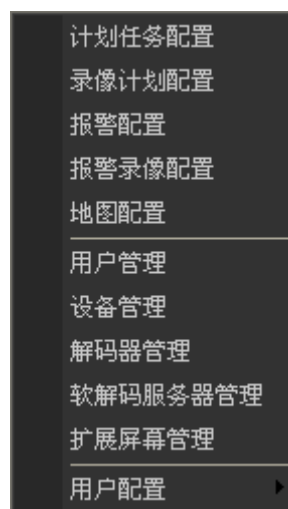 计划任务配置
录像计划配置
报警配置
报警录像配置
地图配置
用户管理
设备管理
解码器管理
软解码服务器管理
扩展屏幕管理
用户配置